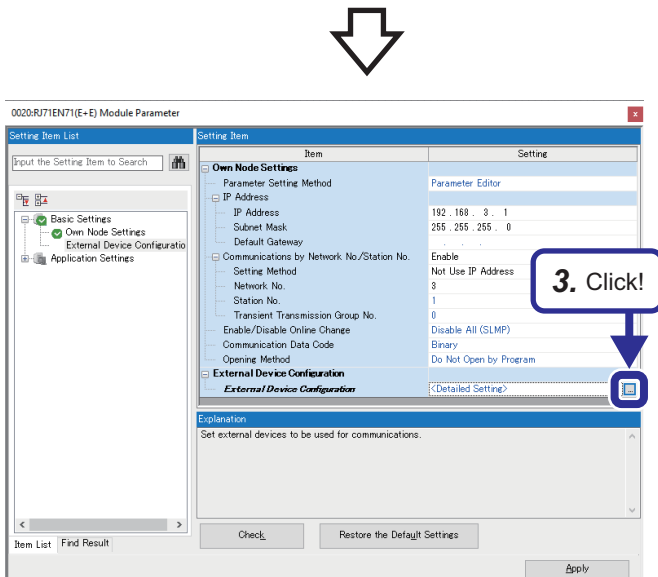 0020:RJ71EN71(E+E) Module Parameter
x
Setting Item List
Setting Item
Input the Setting Item to Search
Item
Setting
Own Node Settings
Parameter Setting Method
Parameter Editor
IP Address
Basic Settings
IP Address
192 . 168 . 3 . 1
Own Node Settings
Subnet Mask
255 . 255 . 255 . 0
External Device Configuratio
Default Gateway
. . .
Application Settings
Communications by Network No./Station No.
Enable
Setting Method
Not Use IP Address
3. Click!
Network No.
3
Station No.
1
Transient Transmission Group No.
0
Enable/Disable Online Change
Disable All (SLMP)
Communication Data Code
Binary
Opening Method
Do Not Open by Program
External Device Configuration
External Device Configuration
<Detailed Setting>
...
Explanation
Set external devices to be used for communications.
Check
Restore the Default Settings
Item List
Find Result
Apply